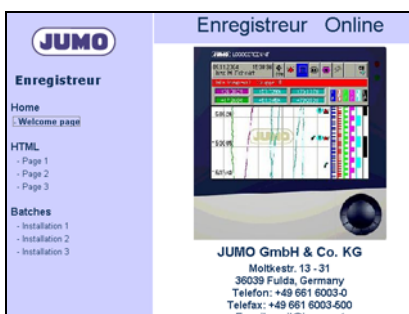 JUMO
Enregistreur
Home
- Welcome page
HTML
- Page 1
- Page 2
- Page 3
Batches
- Installation 1
- Installation 2
- Installation 3
Enregistreur Online
JUMO
JUMO
JUMO GmbH & Co. KG
Moltkestr. 13 - 31
36039 Fulda, Germany
Telefon: +49 661 6003-0
Telefax: +49 661 6003-500